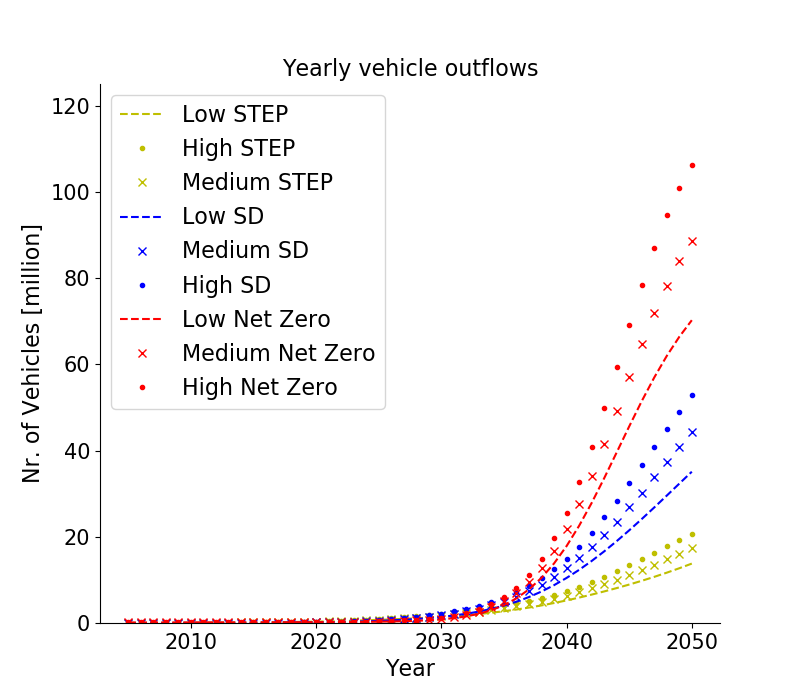 Yearly vehicle outflows
120
100
80
60
40
20
0
Nr. of Vehicles [million]
Low STEP
High STEP
Medium STEP
Low SD
Medium SD
High SD
Low Net Zero
Medium Net Zero
High Net Zero
2010 2020 2030 2040 2050
Year